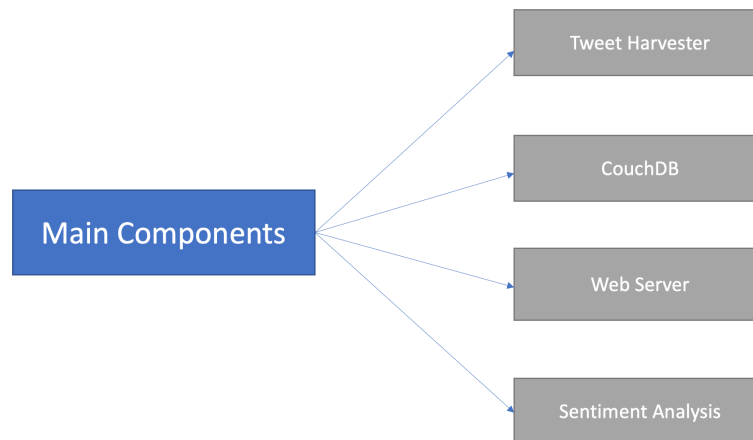 Tweet Harvester
CouchDB
Main Components
Web Server
Sentiment Analysis